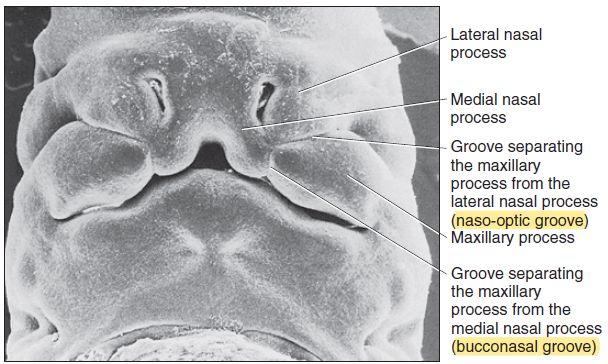 Lateral nasal
process
Medial nasal
process
Groove separating
the maxillary
process from the
lateral nasal process
(naso-optic groove)
Maxillary process
Groove separating
the maxillary
process from the
medial nasal process
(bucconasal groove)